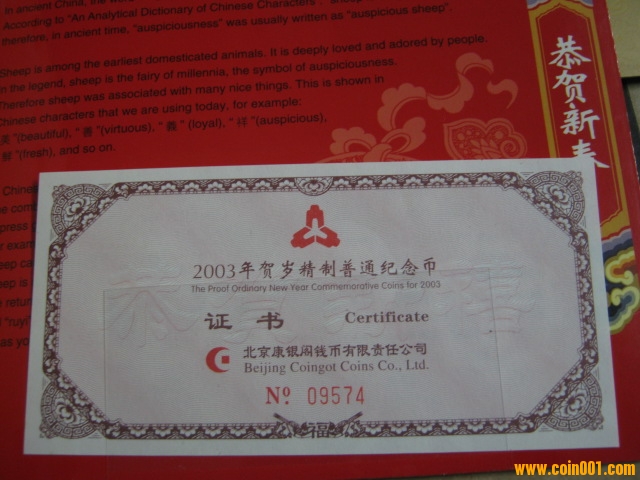 in ancient China, the
According to "An Analytical Dictionary of Chinese Characters",
therefore, in ancient time, "auspiciousness" was usually written as "auspicious sheep".
Sheep is among the earliest domesticated animals. It is deeply loved and adored by people.
In the legend, sheep is the fairy of millennia, the symbol of auspiciousness.
Therefore sheep was associated with many nice things. This is shown in
Chinese characters that we are using today, for example:
"美"(beautiful), "善"(virtuous), "義"(loyal), "祥"(auspicious),
鮮"(fresh), and so on.
恭贺新春
2003年贺岁精制普通纪念币
The Proof Ordinary New Year Commemorative Coins for 2003
证书 Certificate
北京康银阁钱币有限责任公司
Beijing Coingot Coins Co., Ltd.
Nº 09574
福
www.coin001.com